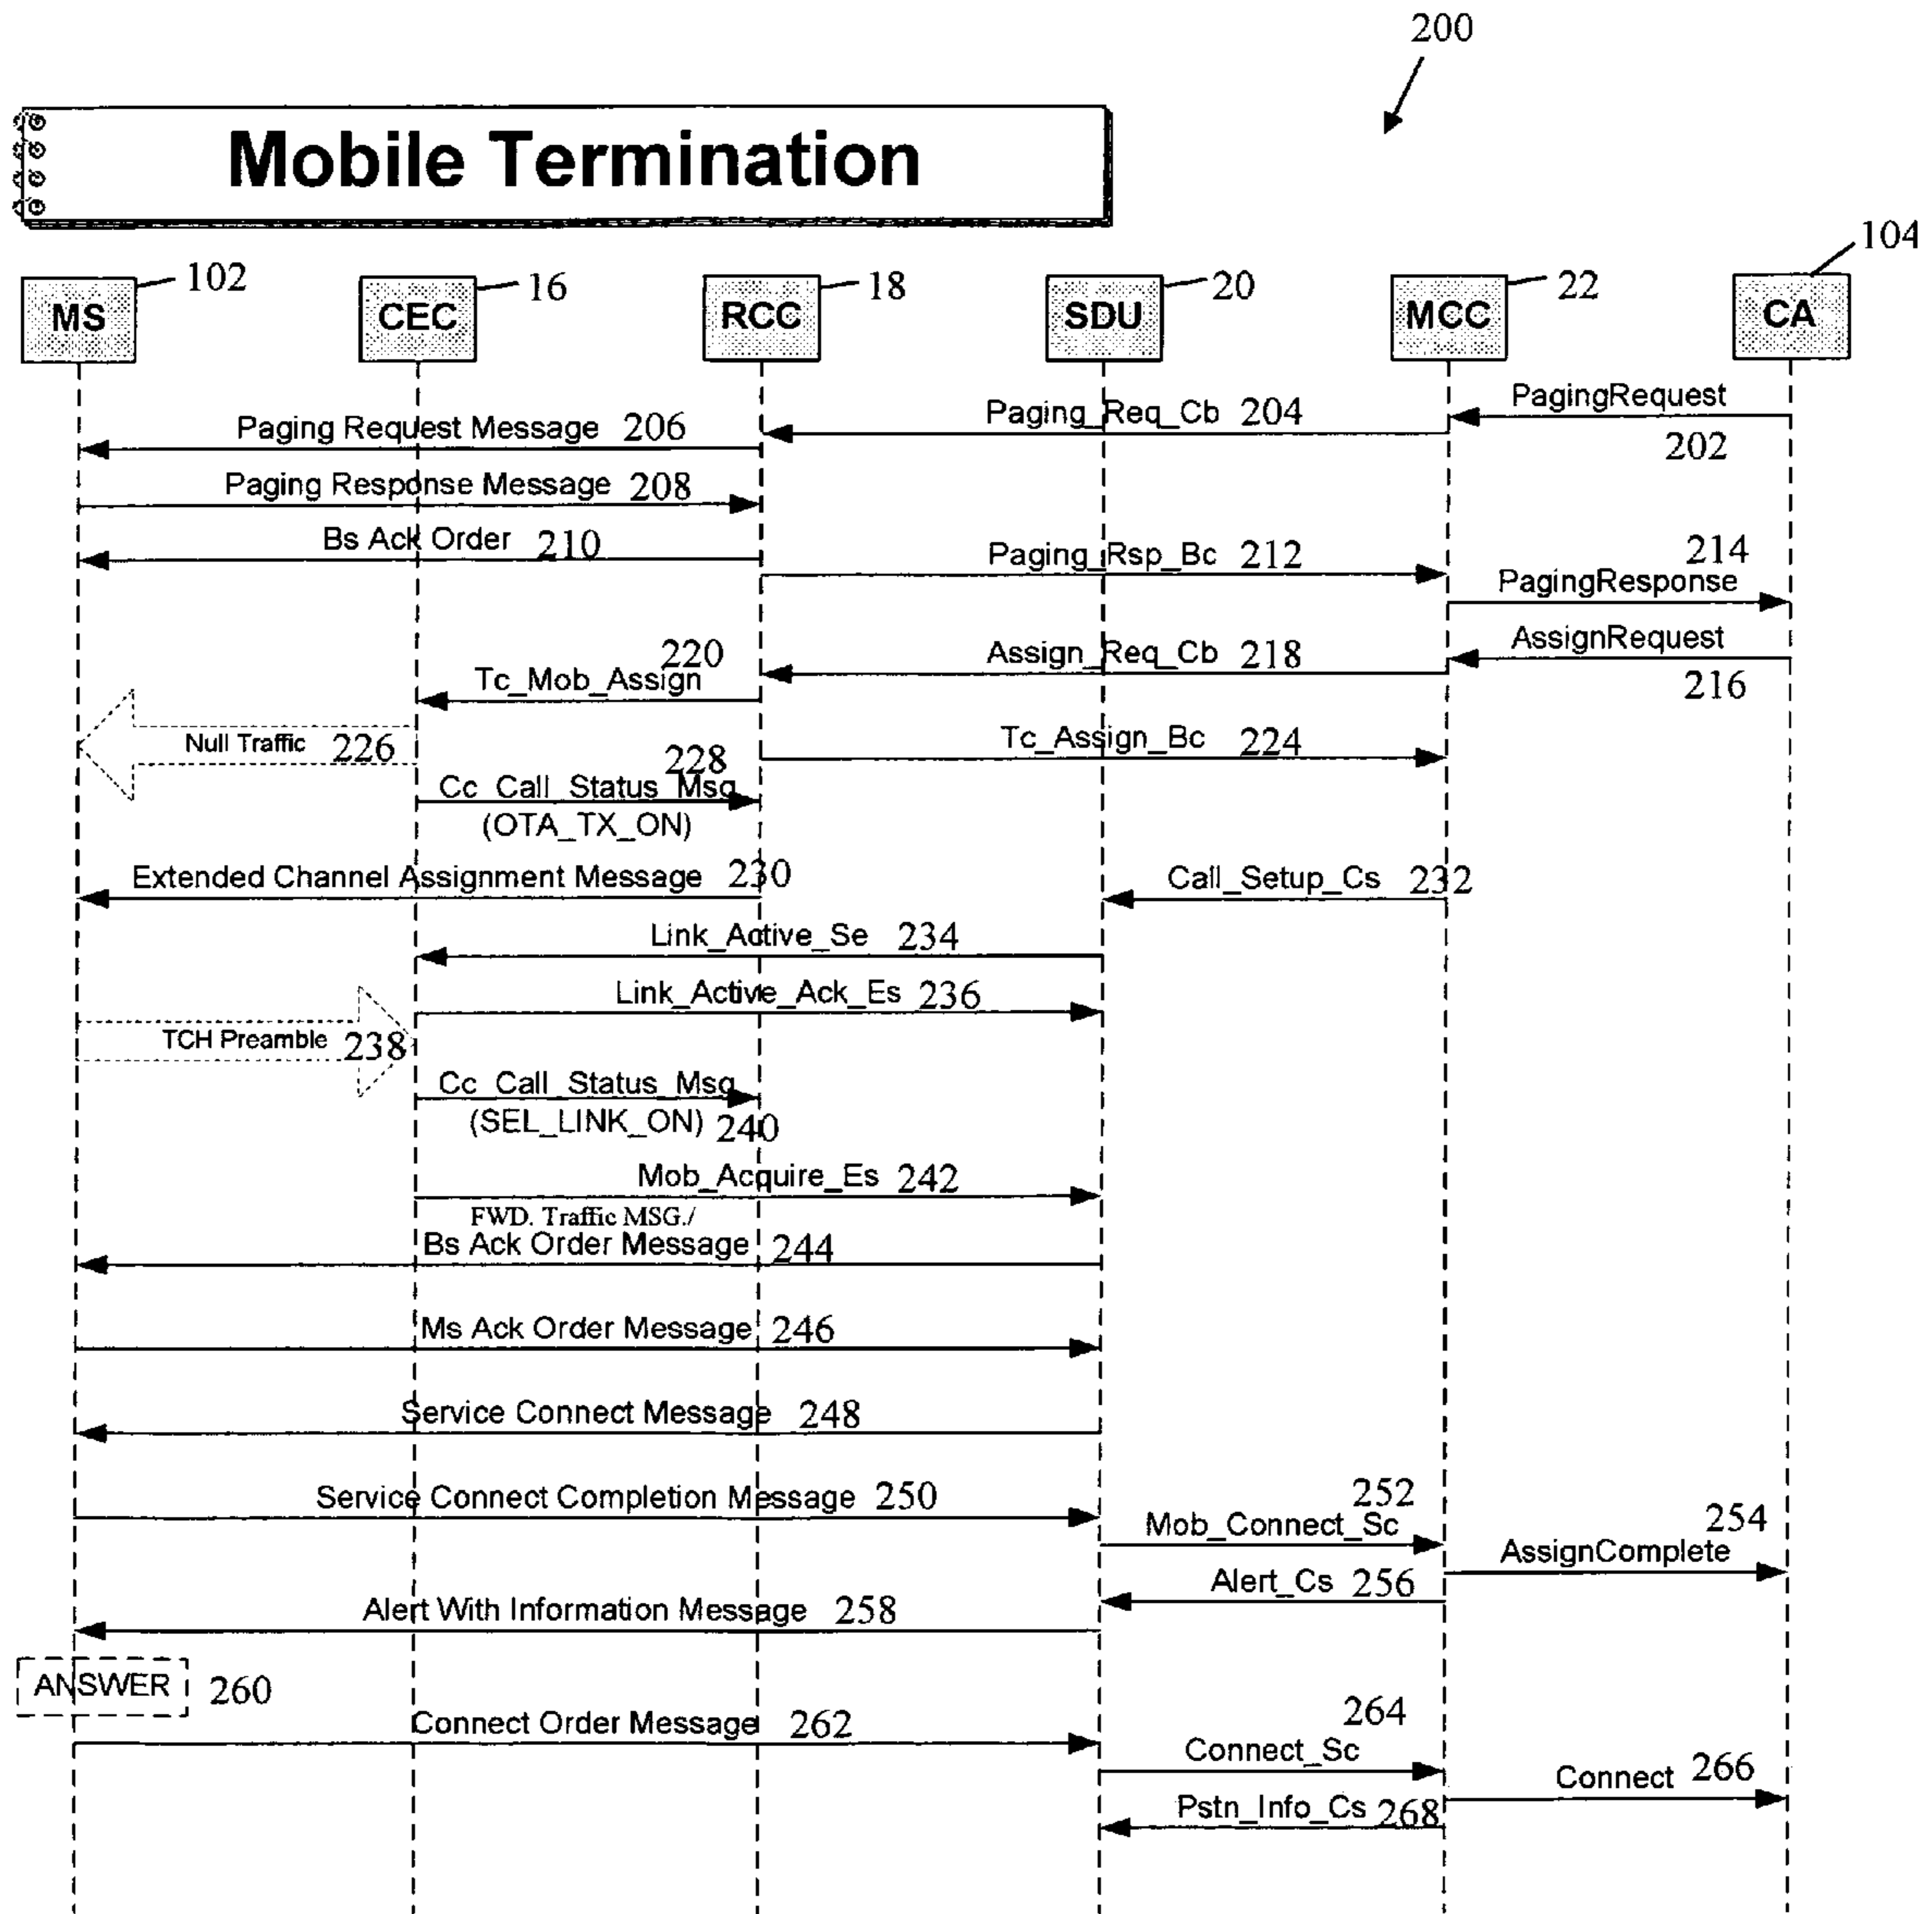 200
Mobile Termination
104
102
16
18
20
22
MS
CEC
RCC
SDU
MCC
CA
PagingRequest
202
Paging_Req_Cb 204
Paging Request Message 206
Paging Response Message 208
Bs Ack Order 210
Paging_Rsp_Bc 212
214
PagingResponse
AssignRequest
216
Assign_Req_Cb 218
220
Tc_Mob_Assign
Null Traffic 226
Tc_Assign_Bc 224
228
Cc_Call_Status_Msg
(OTA_TX_ON)
Extended Channel Assignment Message 230
Call_Setup_Cs 232
Link_Active_Se 234
Link_Active_Ack_Es 236
TCH Preamble 238
Cc_Call_Status_Msg
(SEL_LINK_ON) 240
Mob_Acquire_Es 242
FWD. Traffic MSG./
Bs Ack Order Message 244
Ms Ack Order Message 246
Service Connect Message 248
Service Connect Completion Message 250
252
Mob_Connect_Sc
254
AssignComplete
Alert_Cs 256
Alert With Information Message 258
ANSWER 260
Connect Order Message 262
264
Connect_Sc
Connect 266
Pstn_Info_Cs 268